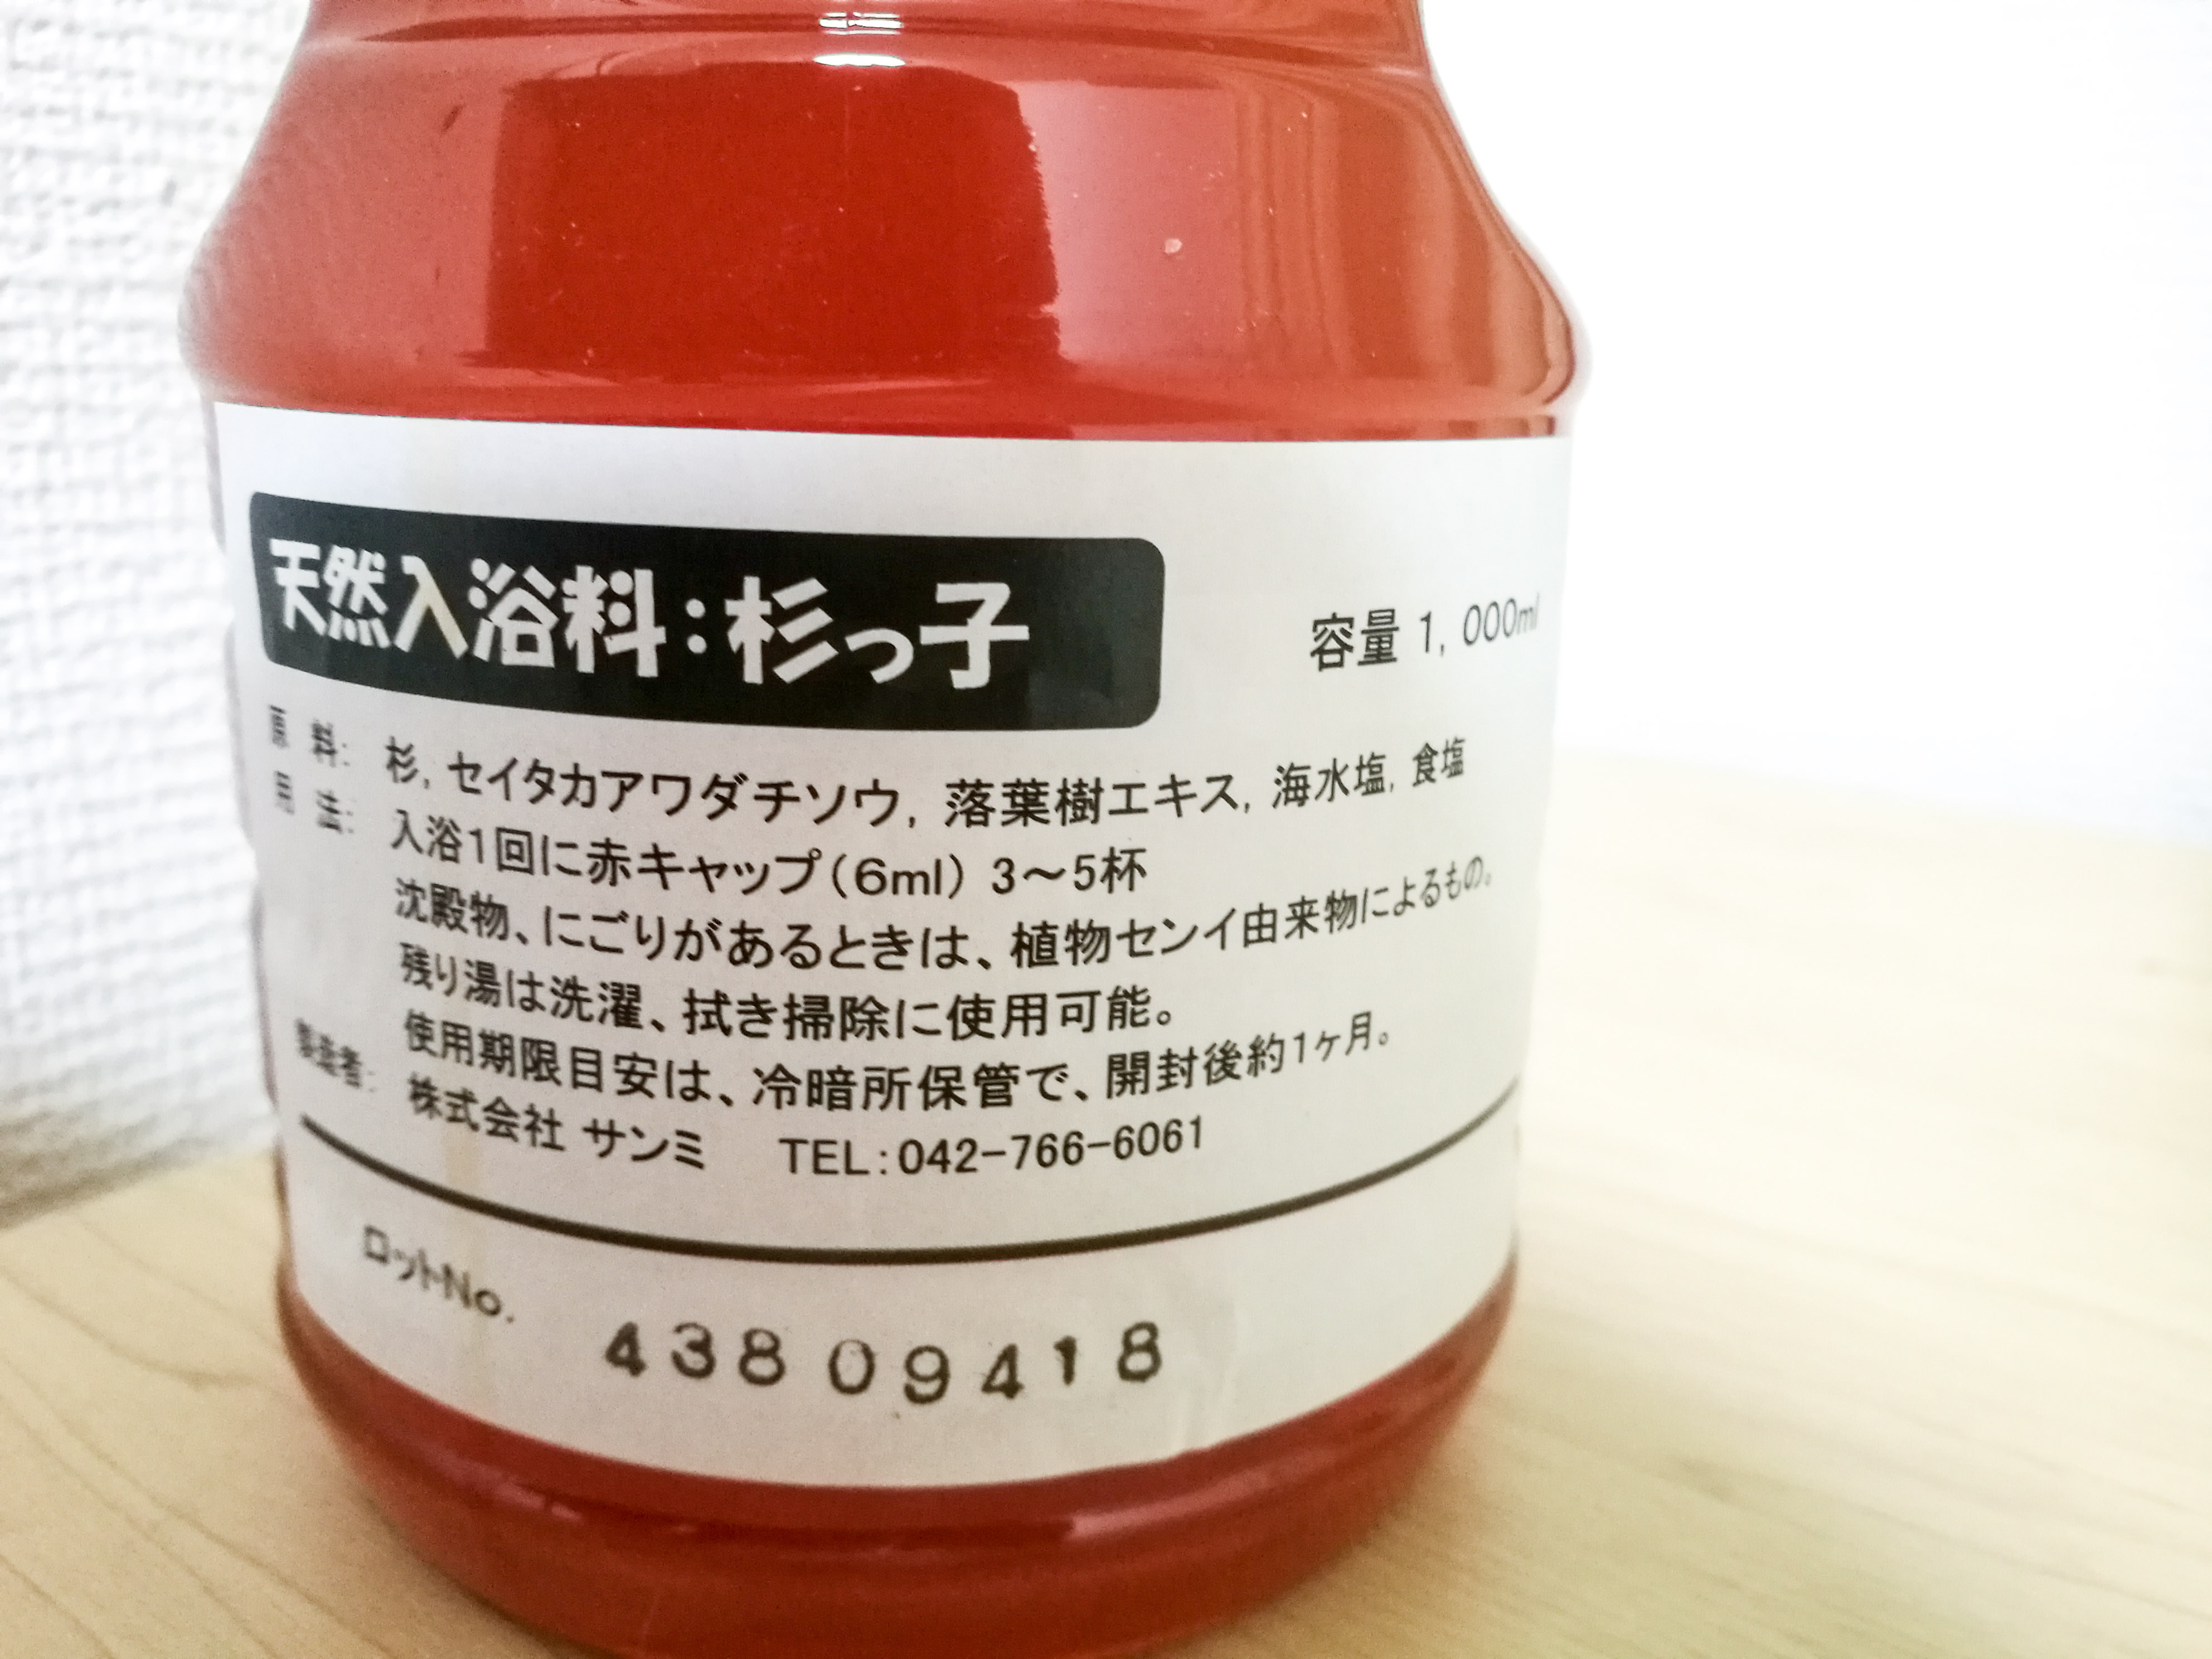 天然入浴料：杉っ子
容量 1, 000ml
原 料： 杉, セイタカアワダチソウ, 落葉樹エキス, 海水塩, 食塩
用 法： 入浴1回に赤キャップ（6ml） 3〜5杯
沈殿物、にごりがあるときは、植物センイ由来物によるもの。
残り湯は洗濯、拭き掃除に使用可能。
使用期限目安は、冷暗所保管で、開封後約1ヶ月。
製造者： 株式会社 サンミ TEL：042-766-6061
ロットNo.
43809418